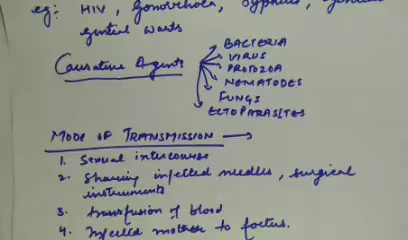 eg: HIV, Gonorrhoea, Syphilis, Genital
gential warts
Causative Agents
BACTERIA
VIRUS
PROTOZOA
NEMATODES
FUNGS
ECTOPARASITES
MODE OF TRANSMISSION
1. Sexual intercourse
2. Sharing infected needles, surgical
instruments
3. transfusion of blood
4. Infected mother to foetus.